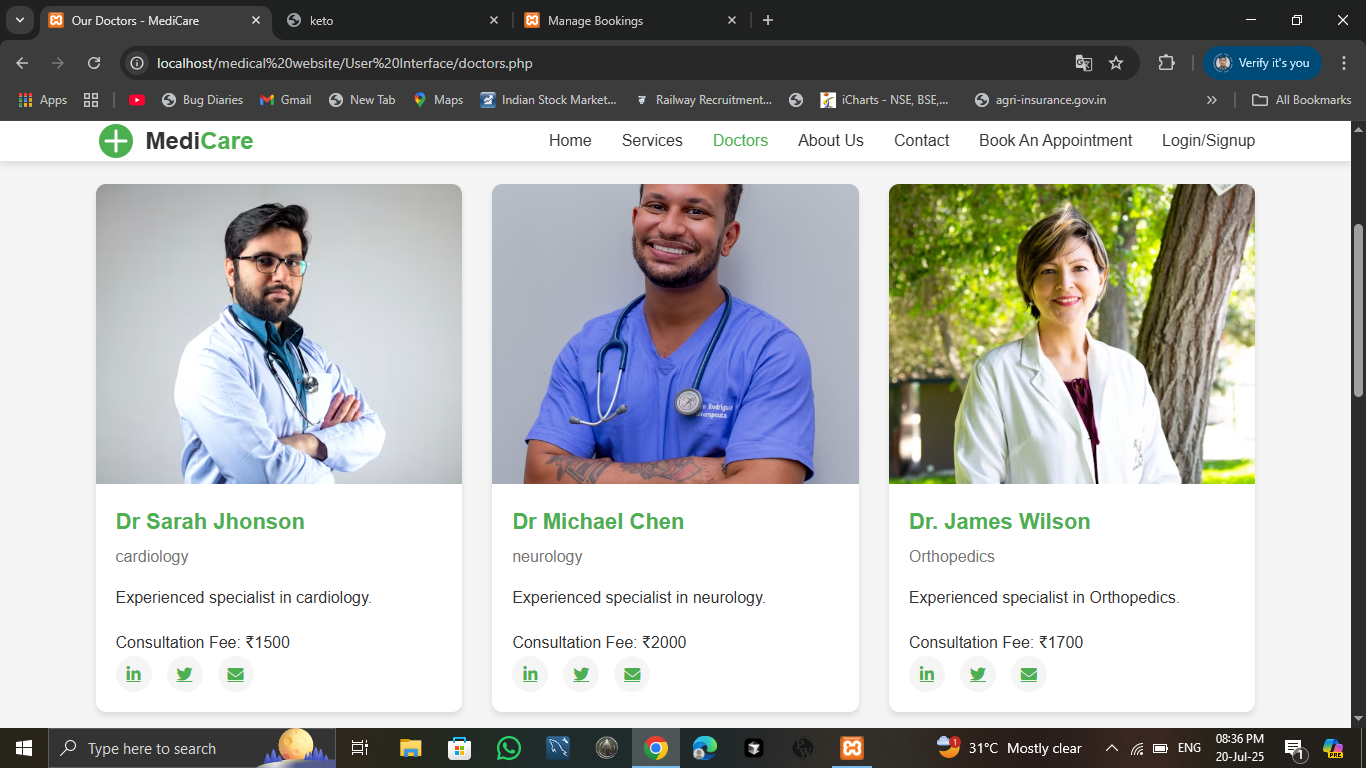 Our Doctors - MediCare
keto
Manage Bookings
localhost/medical%20website/User%20Interface/doctors.php
Verify it's you
Apps
Bug Diaries
Gmail
New Tab
Maps
Indian Stock Market...
Railway Recruitment...
iCharts - NSE, BSE,...
agri-insurance.gov.in
All Bookmarks
MediCare
Home
Services
Doctors
About Us
Contact
Book An Appointment
Login/Signup
Dr Sarah Jhonson
cardiology
Experienced specialist in cardiology.
Consultation Fee: ₹1500
Dr Michael Chen
neurology
Experienced specialist in neurology.
Consultation Fee: ₹2000
Dr. James Wilson
Orthopedics
Experienced specialist in Orthopedics.
Consultation Fee: ₹1700
Type here to search
31°C Mostly clear
ENG
08:36 PM
20-Jul-25